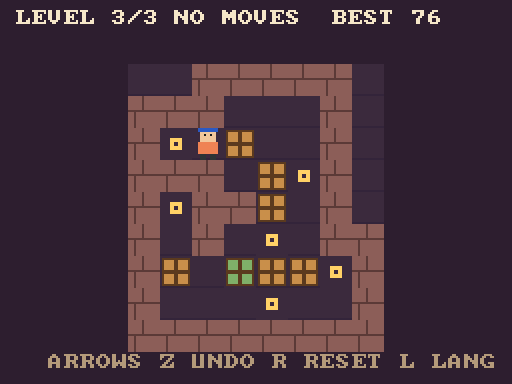 LEVEL 3/3 NO MOVES BEST 76
ARROWS Z UNDO R RESET L LANG